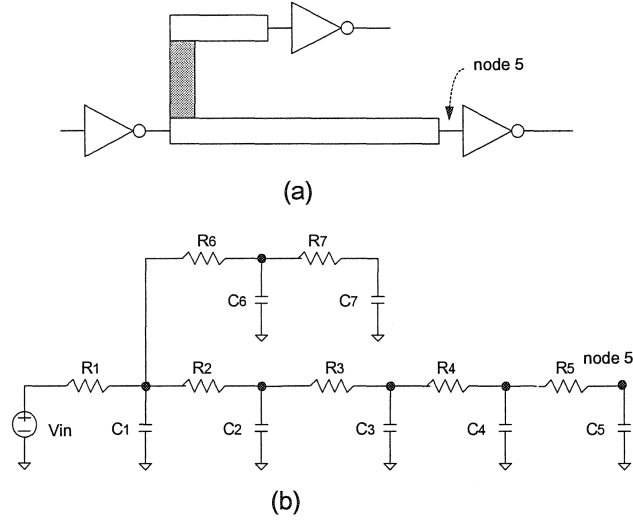 node 5
(a)
R6 R7
C6 C7
R1 R2 R3 R4 R5 node 5
Vin C1 C2 C3 C4 C5
(b)